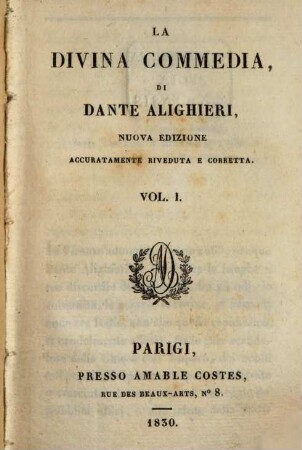 LA
DIVINA COMMEDIA,
DI
DANTE ALIGHIERI,
NUOVA EDIZIONE
ACCURATAMENTE RIVEDUTA E CORRETTA.
VOL. I.
PARIGI,
PRESSO AMABLE COSTES,
RUE DES BEAUX-ARTS, Nº 8.
1830.